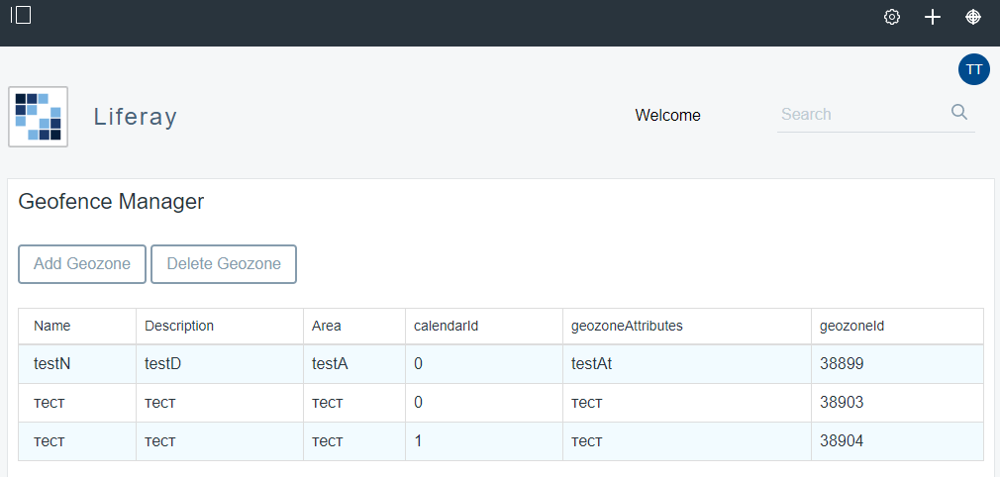 TT
Liferay
Welcome
Search
Geofence Manager
Add Geozone Delete Geozone
Name Description Area calendarId geozoneAttributes geozoneId
testN testD testA 0 testAt 38899
тест тест тест 0 тест 38903
тест тест тест 1 тест 38904